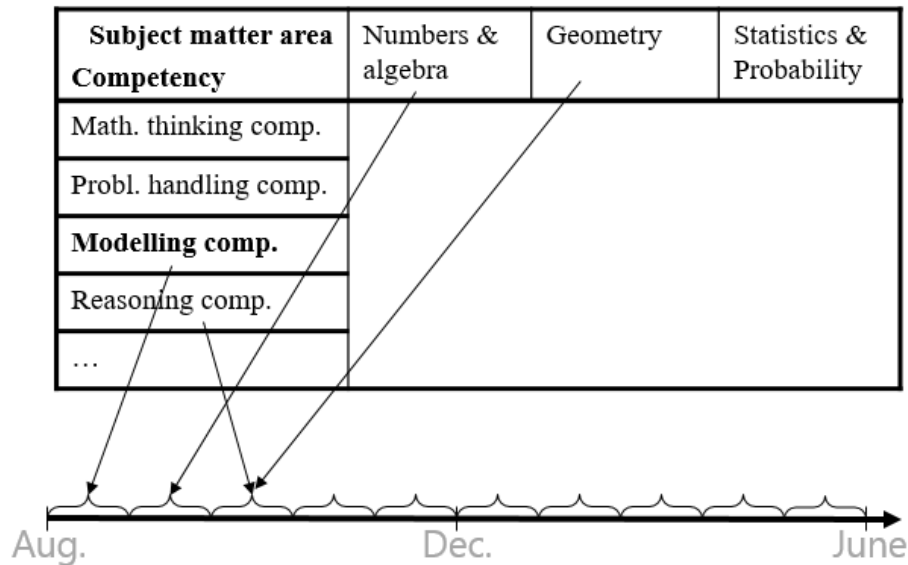 Subject matter area
Competency
Numbers &
algebra
Geometry
Statistics &
Probability
Math. thinking comp.
Probl. handling comp.
Modelling comp.
Reasoning comp.
…
Aug.
Dec.
June